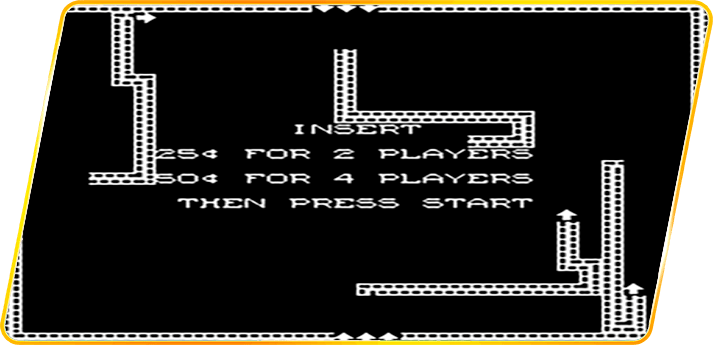 INSERT
25¢ FOR 2 PLAYERS
50¢ FOR 4 PLAYERS
THEN PRESS START